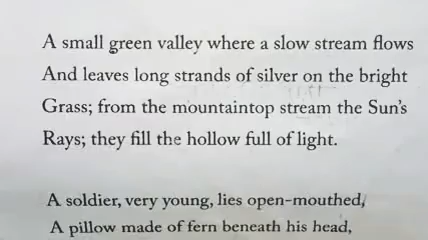 A small green valley where a slow stream flows
And leaves long strands of silver on the bright
Grass; from the mountaintop stream the Sun's
Rays; they fill the hollow full of light.
A soldier, very young, lies open-mouthed,
A pillow made of fern beneath his head,